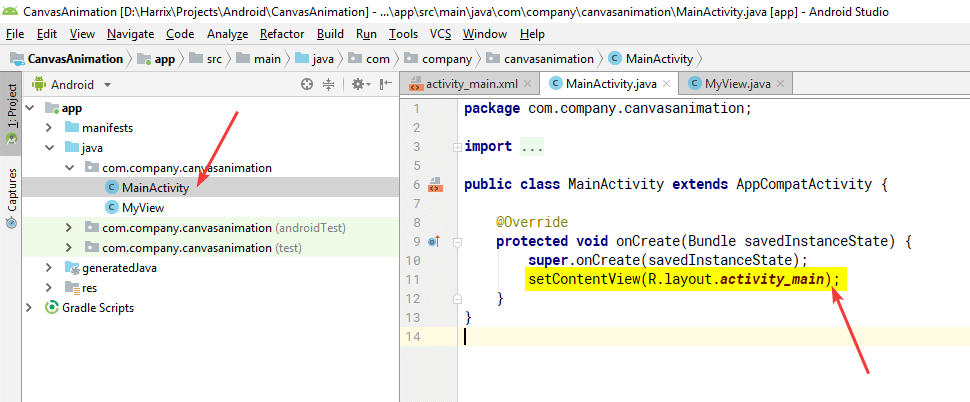 CanvasAnimation [D:\Harrix\Projects\Android\CanvasAnimation] - ...\app\src\main\java\com\company\canvasanimation\MainActivity.java [app] - Android Studio
File Edit View Navigate Code Analyze Refactor Build Run Tools VCS Window Help
CanvasAnimation app src main java com company canvasanimation MainActivity
1: Project
Captures
Android
app
manifests
java
com.company.canvasanimation
MainActivity
MyView
com.company.canvasanimation (androidTest)
com.company.canvasanimation (test)
generatedJava
res
Gradle Scripts
activity_main.xml MainActivity.java MyView.java
1 package com.company.canvasanimation;
2
3 import ...
5
6 public class MainActivity extends AppCompatActivity {
7
8 @Override
9 protected void onCreate(Bundle savedInstanceState) {
10 super.onCreate(savedInstanceState);
11 setContentView(R.layout.activity_main);
12 }
13 }
14